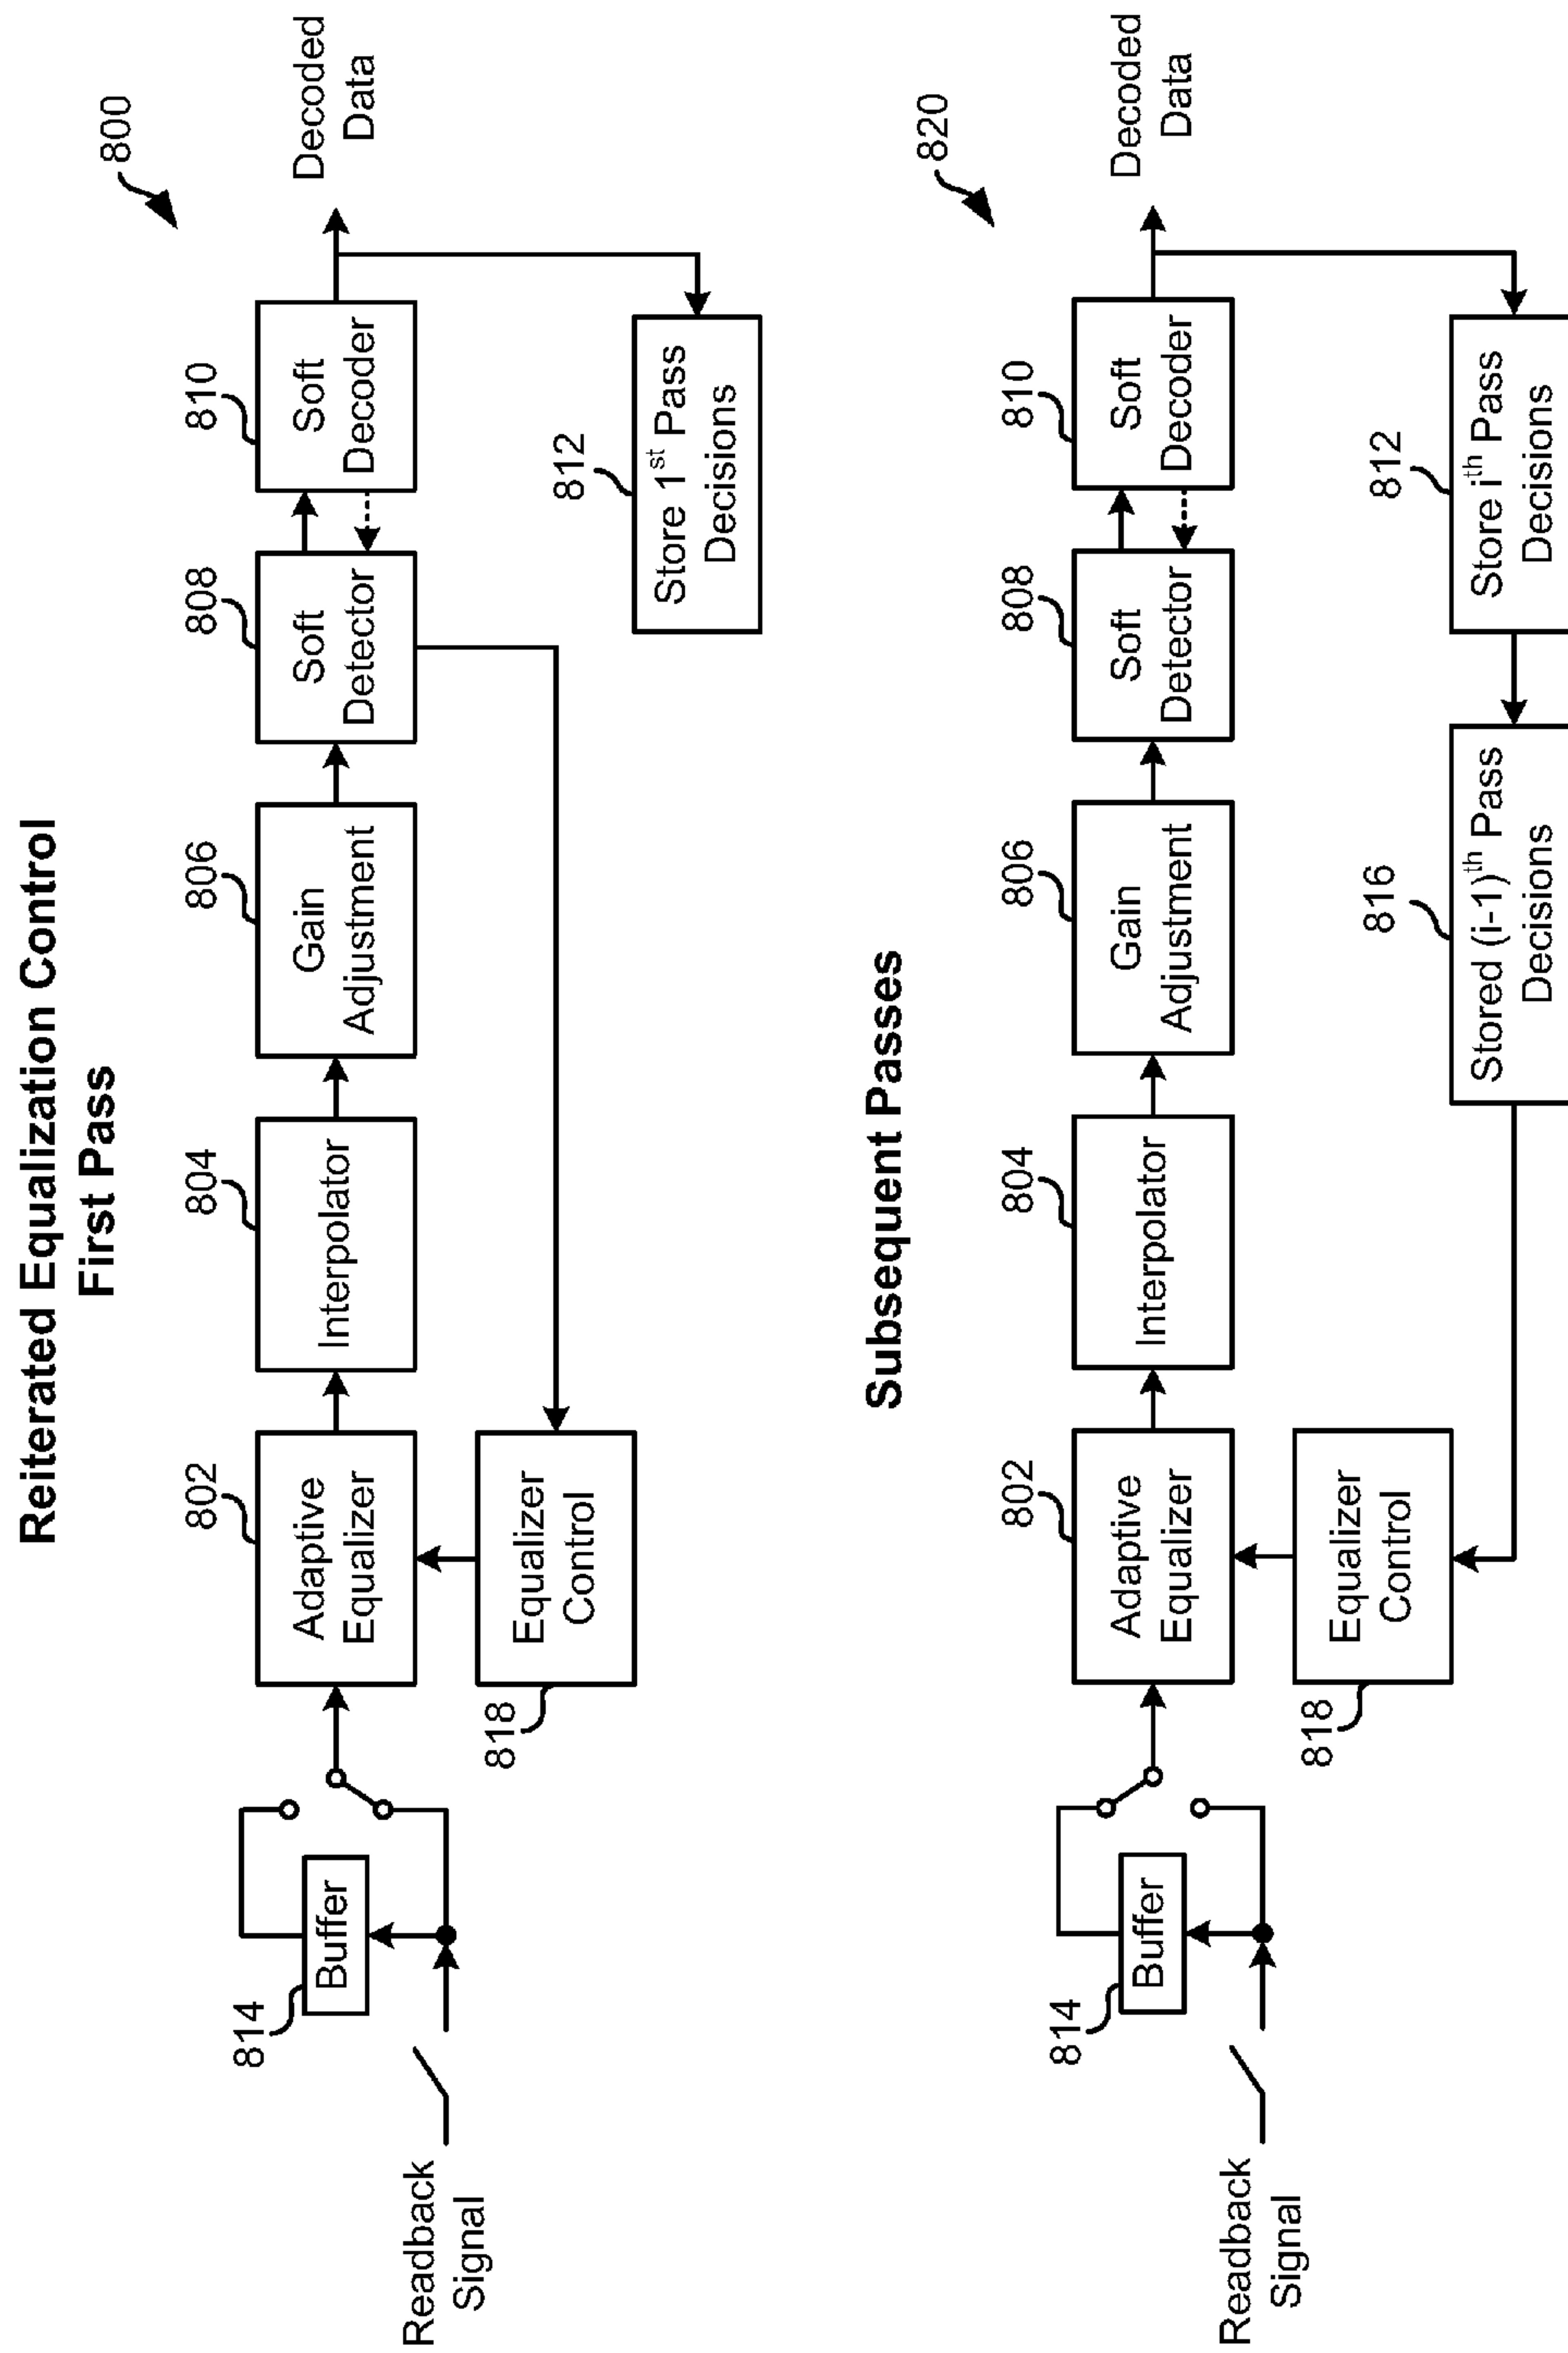 Reiterated Equalization Control
First Pass
800
802
804
806
808
810
Adaptive
Equalizer
Interpolator
Gain
Adjustment
Soft
Detector
Soft
Decoder
Decoded
Data
814
Buffer
Readback
Signal
818
Equalizer
Control
812
Store 1st Pass
Decisions
Subsequent Passes
820
802
804
806
808
810
Adaptive
Equalizer
Interpolator
Gain
Adjustment
Soft
Detector
Soft
Decoder
Decoded
Data
814
Buffer
Readback
Signal
818
Equalizer
Control
816
Stored (i-1)th Pass
Decisions
812
Store ith Pass
Decisions